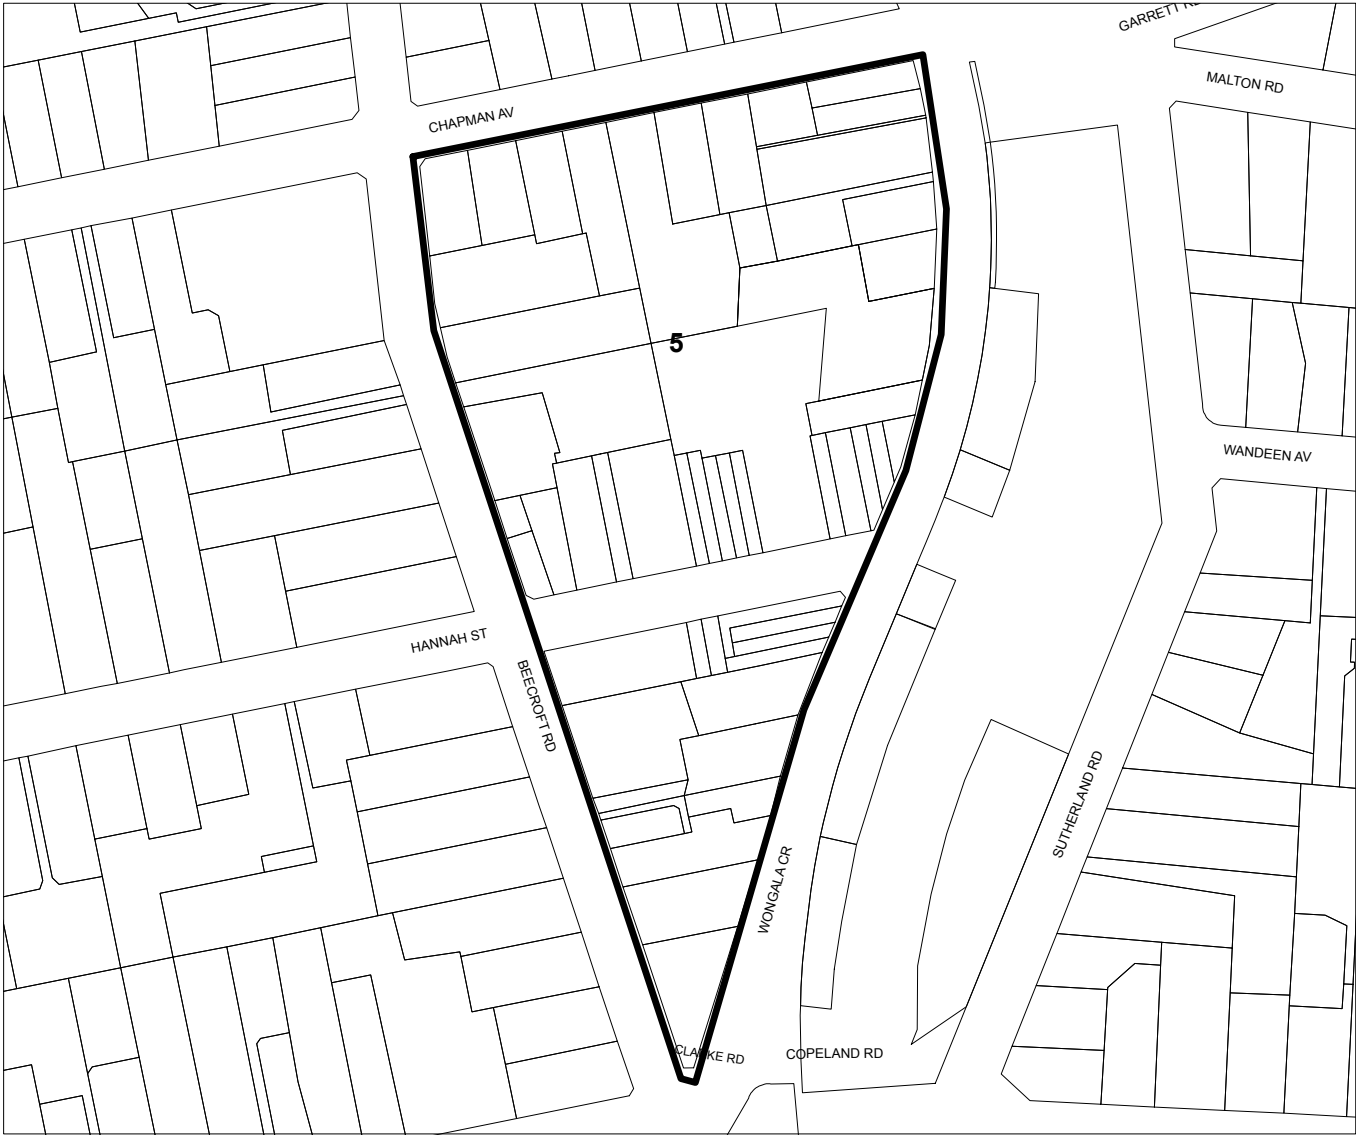 GARRETT RD
MALTON RD
CHAPMAN AV
5
WANDEEN AV
HANNAH ST
BEECROFT RD
SUTHERLAND RD
WONGALA CR
CLARKE RD
COPELAND RD